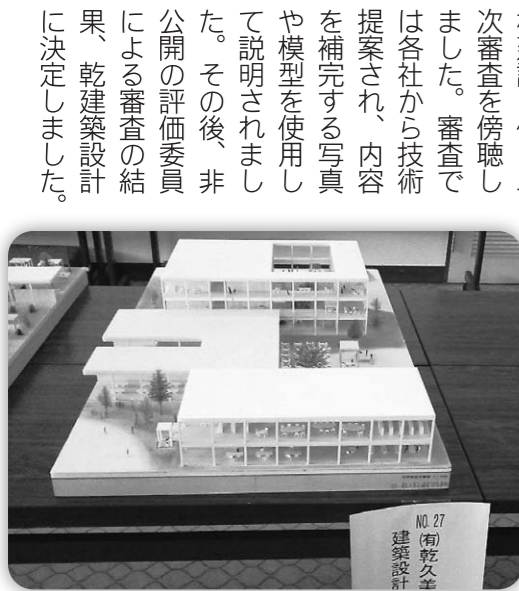 次審査を傍聴し
ました。審査で
は各社から技術
提案され、内容
を補完する写真
や模型を使用し
て説明されまし
た。その後、非
公開の評価委員
による審査の結
果、乾建築設計
に決定しました。
NO. 27
㈲乾久美
建築設計